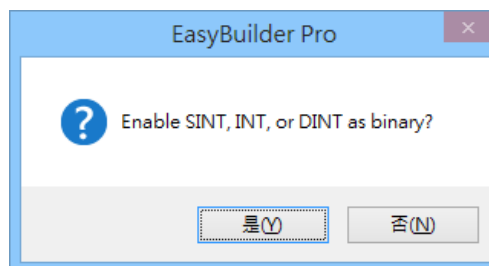 EasyBuilder Pro
Enable SINT, INT, or DINT as binary?
是(Y) 否(N)